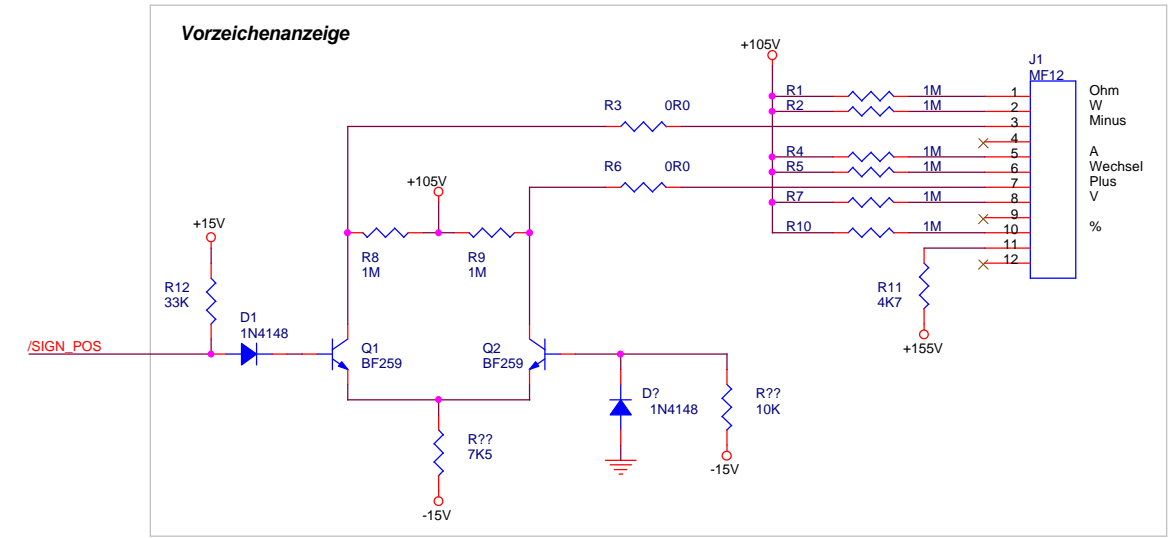 Vorzeichenanzeige
+105V
J1
MF12
R1 1M 1 Ohm
R2 1M 2 W
R3 0R0 3 Minus
4
R4 1M 5 A
R5 1M 6 Wechsel
R6 0R0 7 Plus
R7 1M 8 V
9
R10 1M 10 %
11
12
+105V
+15V
R8
1M
R9
1M
R11
4K7
R12
33K
D1
1N4148
/SIGN_POS
Q1
BF259
Q2
BF259
+155V
D?
1N4148
R??
10K
R??
7K5
-15V
-15V